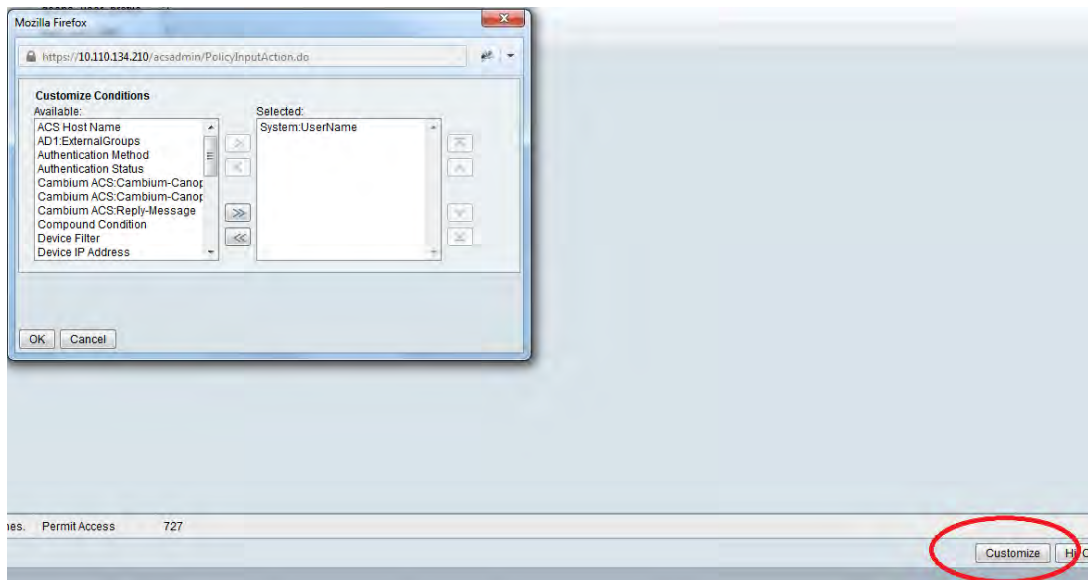 Mozilla Firefox
https://10.110.134.210/acsadmin/PolicyInputAction.do
Customize Conditions
Available:
Selected:
ACS Host Name
AD1:ExternalGroups
Authentication Method
Authentication Status
Cambium ACS:Cambium-Canop
Cambium ACS:Cambium-Canop
Cambium ACS:Reply-Message
Compound Condition
Device Filter
Device IP Address
System:UserName
OK Cancel
Permit Access 727
Customize